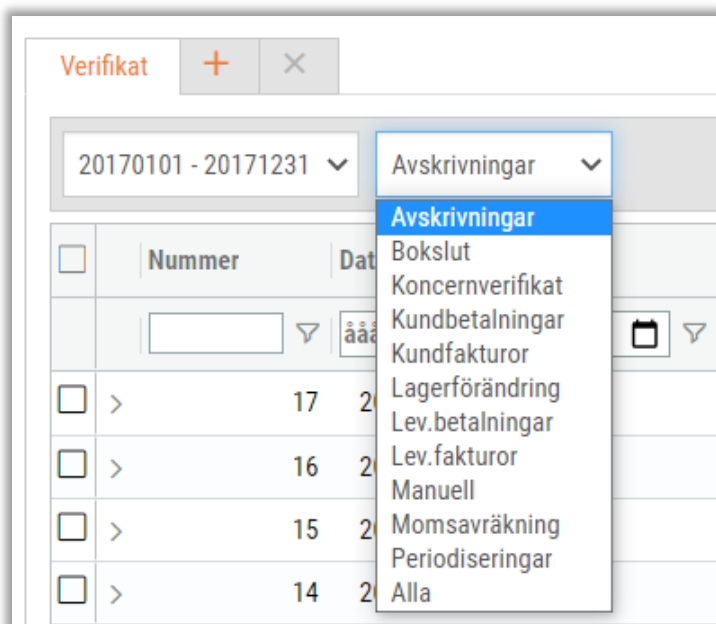 Verifikat
20170101 - 20171231
Avskrivningar
Avskrivningar
Bokslut
Koncernverifikat
Kundbetalningar
Kundfakturor
Lagerförändring
Lev.betalningar
Lev.fakturor
Manuell
Momsavräkning
Periodiseringar
Alla
Nummer
17
16
15
14